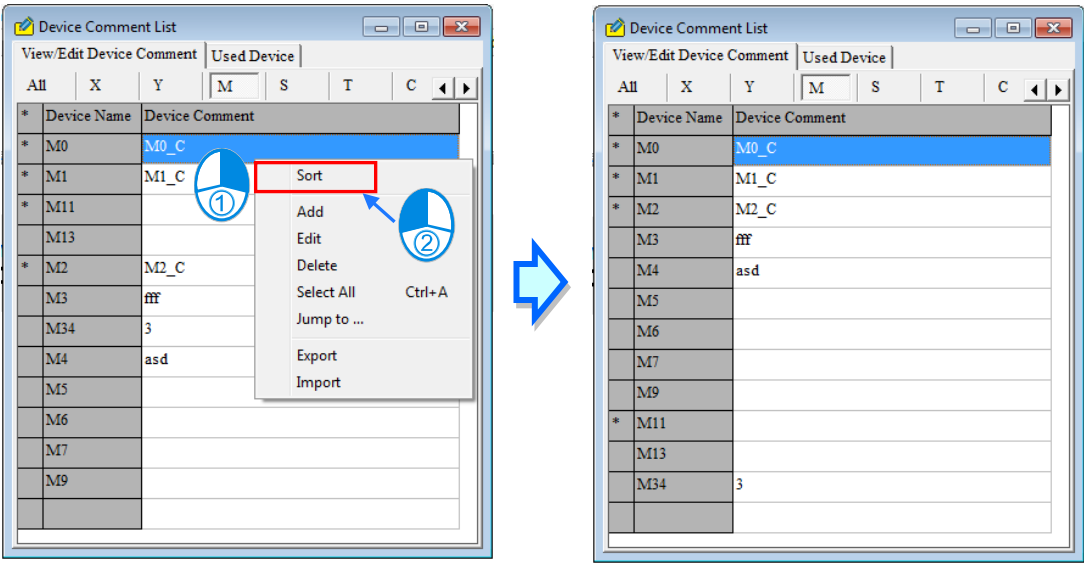 Device Comment List
View/Edit Device Comment Used Device
All X Y M S T C
* Device Name Device Comment
* M0 M0_C
* M1 M1_C
* M11
M13
* M2 M2_C
M3 fff
M34 3
M4 asd
M5
M6
M7
M9
Sort
Add
Edit
Delete
Select All Ctrl+A
Jump to ...
Export
Import
1
2
Device Comment List
View/Edit Device Comment Used Device
All X Y M S T C
* Device Name Device Comment
* M0 M0_C
* M1 M1_C
* M2 M2_C
M3 fff
M4 asd
M5
M6
M7
M9
* M11
M13
M34 3